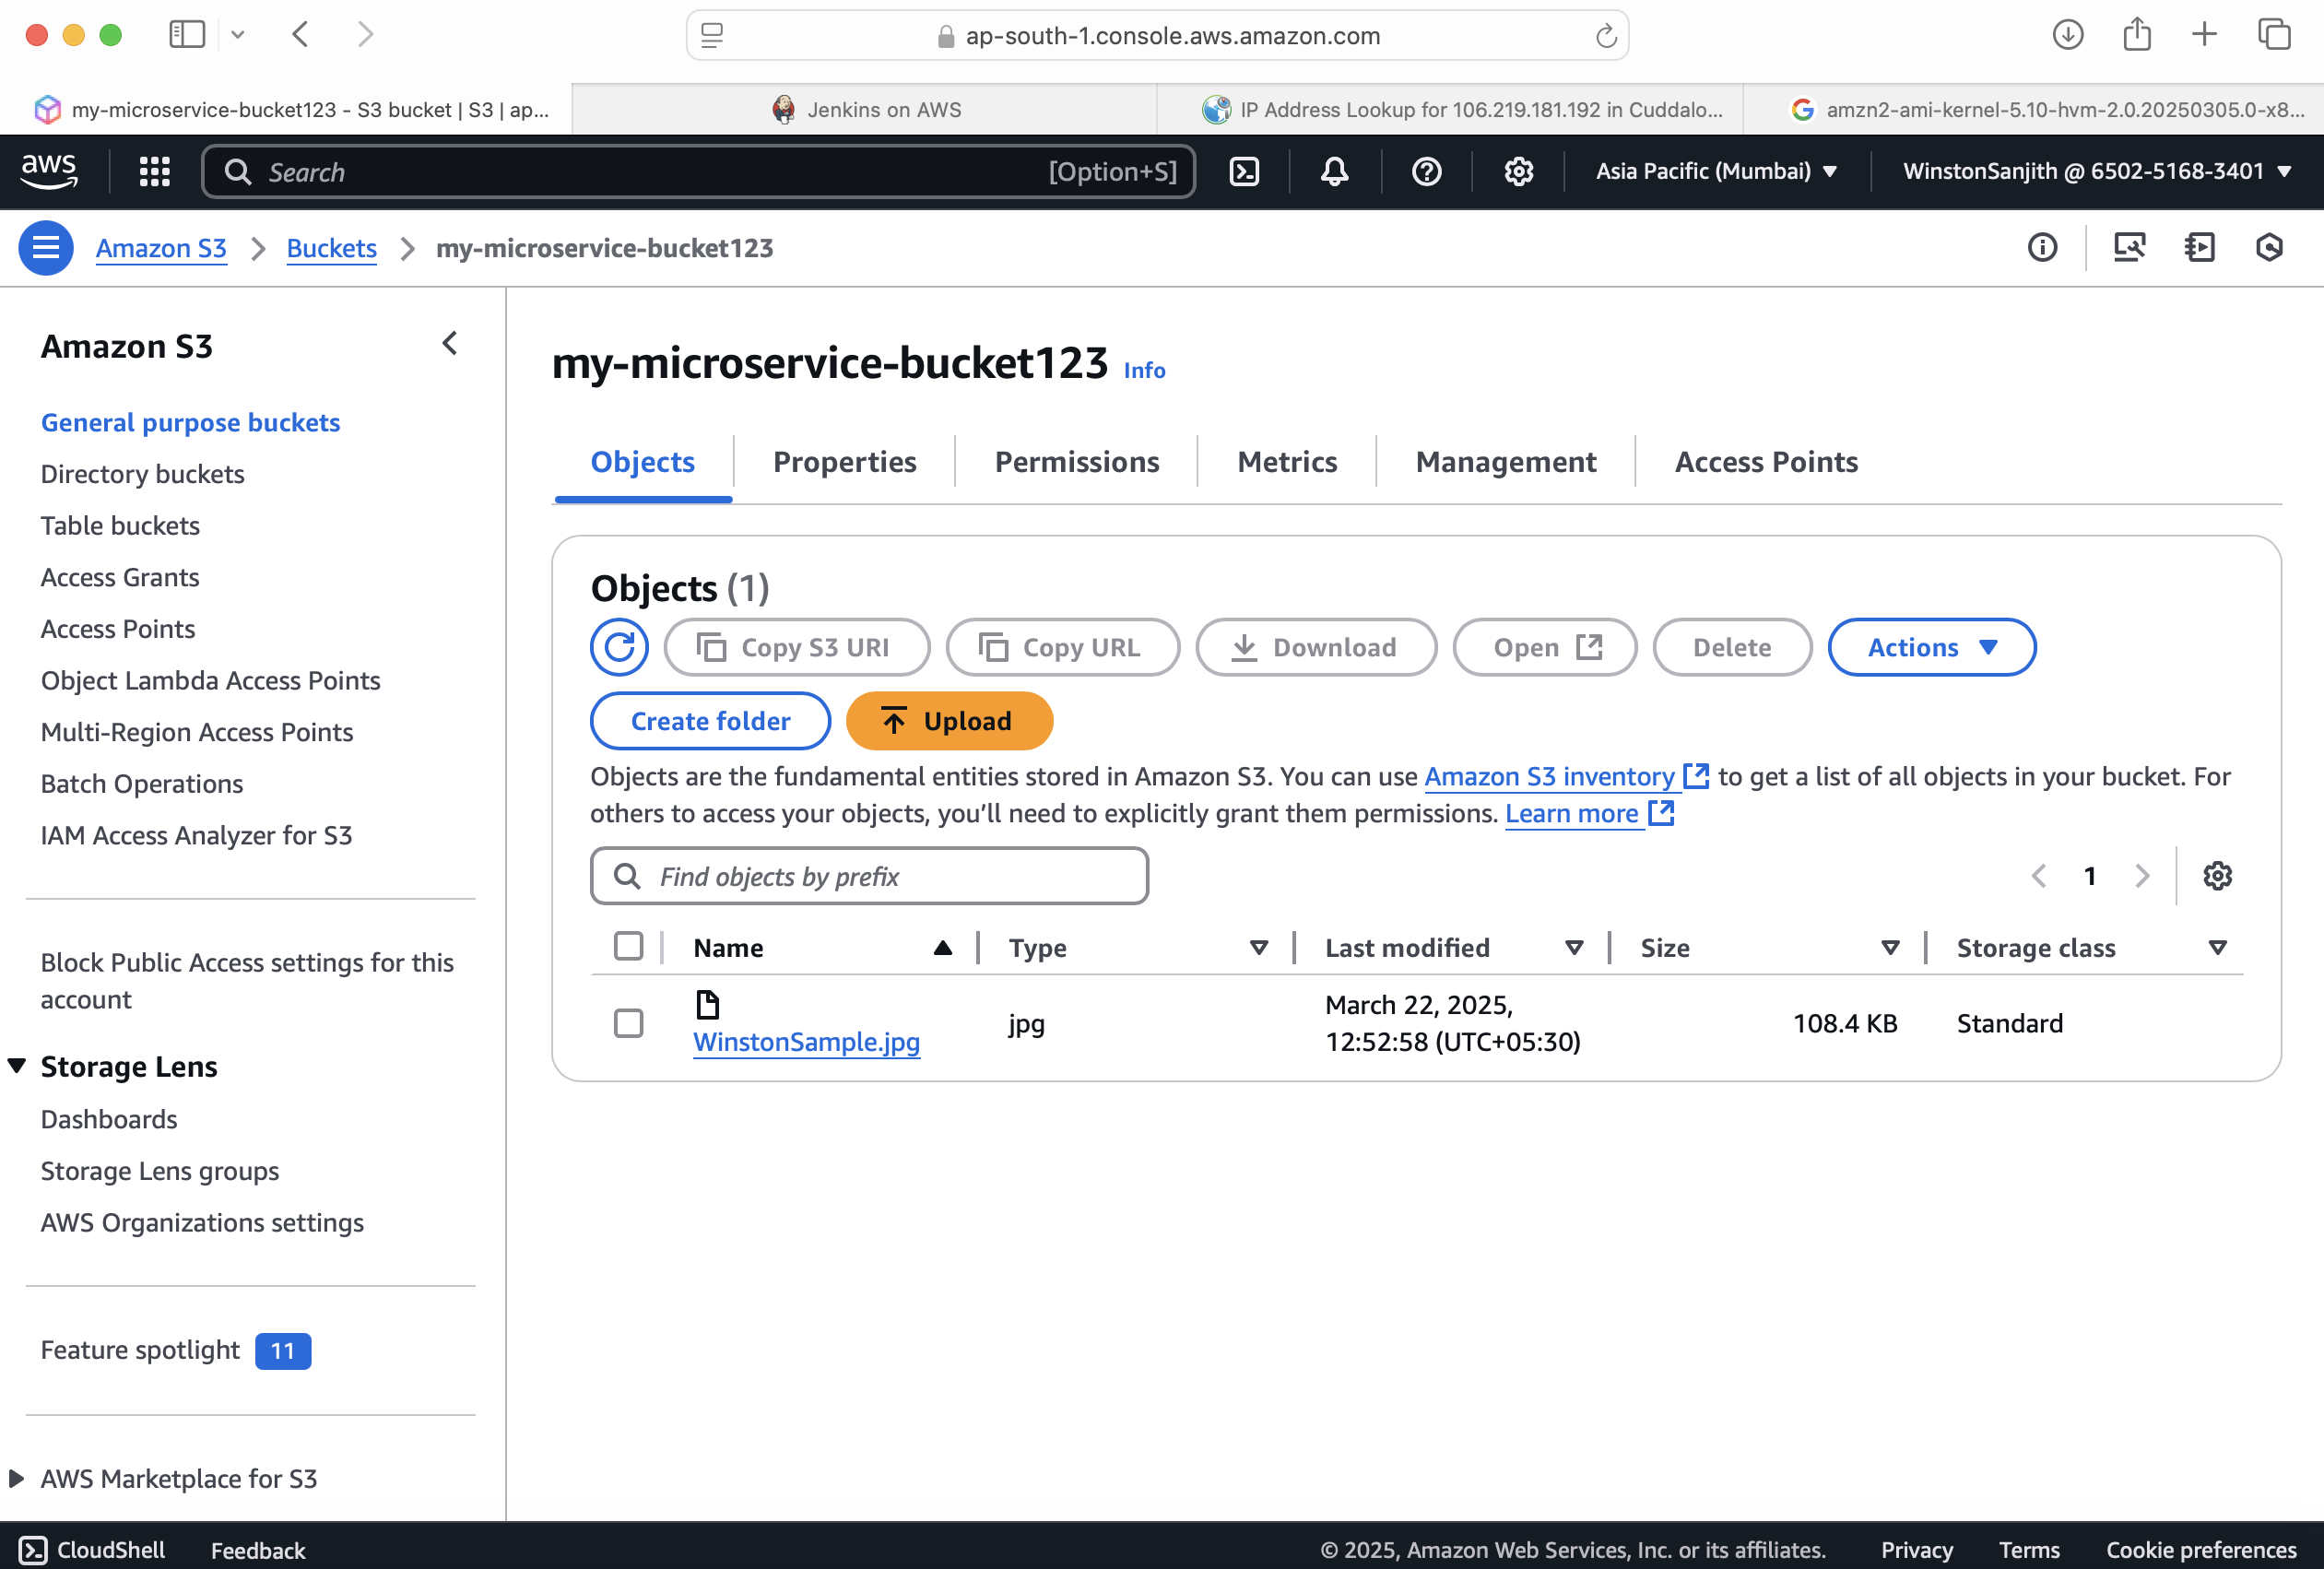 ap-south-1.console.aws.amazon.com
my-microservice-bucket123 - S3 bucket | S3 | ap...
Jenkins on AWS
IP Address Lookup for 106.219.181.192 in Cuddalo...
amzn2-ami-kernel-5.10-hvm-2.0.20250305.0-x8...
aws
Search
[Option+S]
Asia Pacific (Mumbai)
WinstonSanjith @ 6502-5168-3401
Amazon S3
Buckets
my-microservice-bucket123
Amazon S3
General purpose buckets
Directory buckets
Table buckets
Access Grants
Access Points
Object Lambda Access Points
Multi-Region Access Points
Batch Operations
IAM Access Analyzer for S3
Block Public Access settings for this
account
Storage Lens
Dashboards
Storage Lens groups
AWS Organizations settings
Feature spotlight 11
AWS Marketplace for S3
my-microservice-bucket123 Info
Objects
Properties
Permissions
Metrics
Management
Access Points
Objects (1)
Copy S3 URI
Copy URL
Download
Open
Delete
Actions
Create folder
Upload
Objects are the fundamental entities stored in Amazon S3. You can use Amazon S3 inventory to get a list of all objects in your bucket. For
others to access your objects, you’ll need to explicitly grant them permissions. Learn more
Find objects by prefix
1
Name
Type
Last modified
Size
Storage class
WinstonSample.jpg
jpg
March 22, 2025,
12:52:58 (UTC+05:30)
108.4 KB
Standard
CloudShell
Feedback
© 2025, Amazon Web Services, Inc. or its affiliates.
Privacy
Terms
Cookie preferences